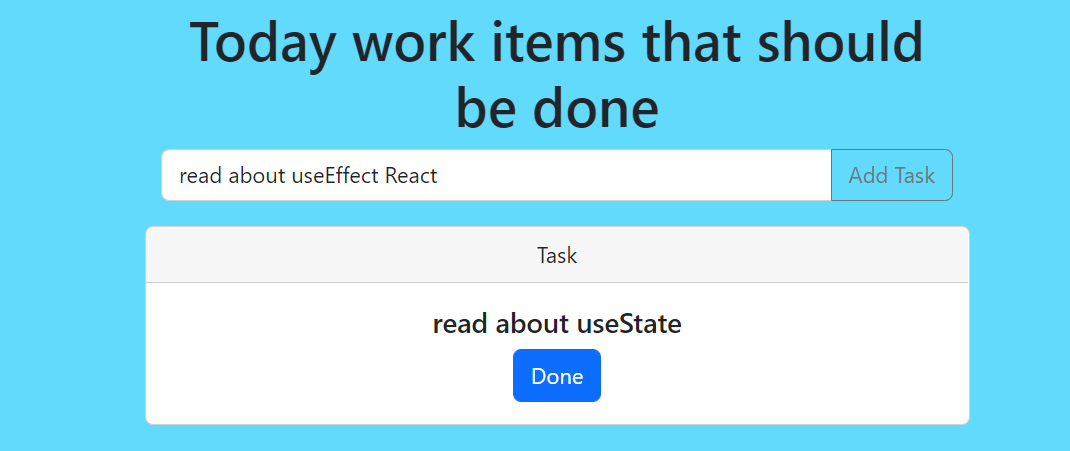 Today work items that should
be done
read about useEffect React
Add Task
Task
read about useState
Done